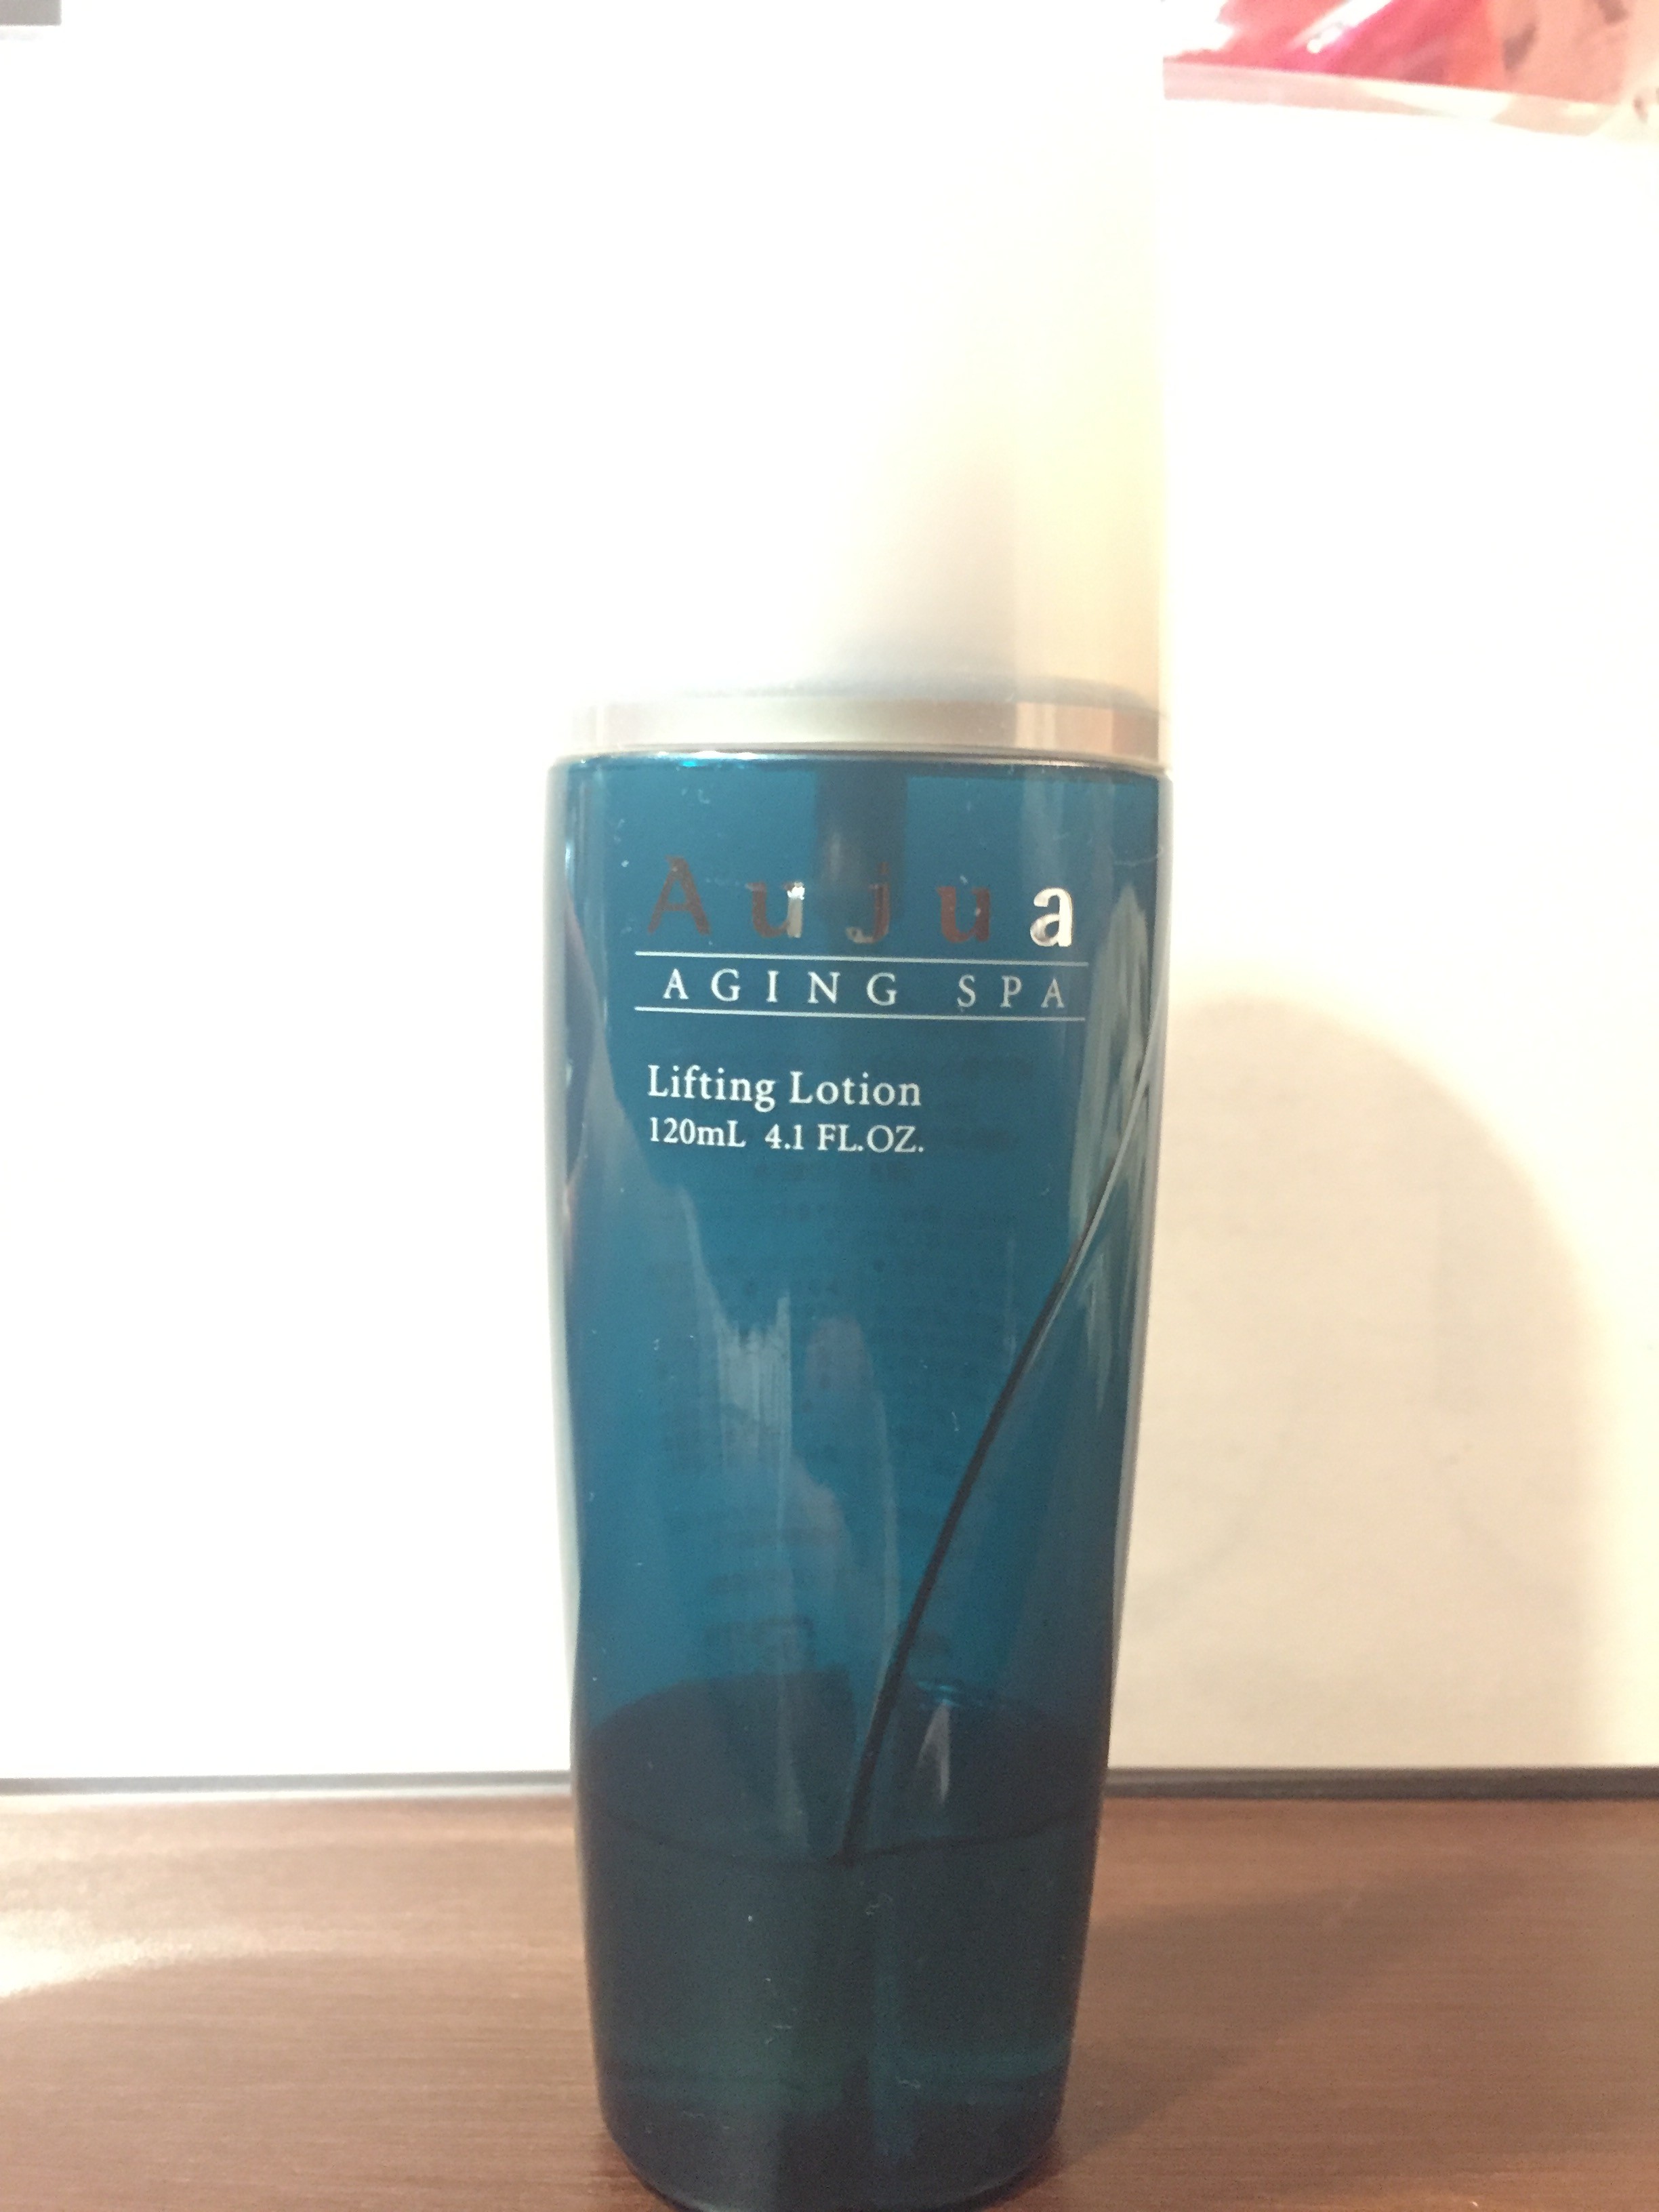 Aujua
AGING SPA
Lifting Lotion
120mL 4.1 FL.OZ.